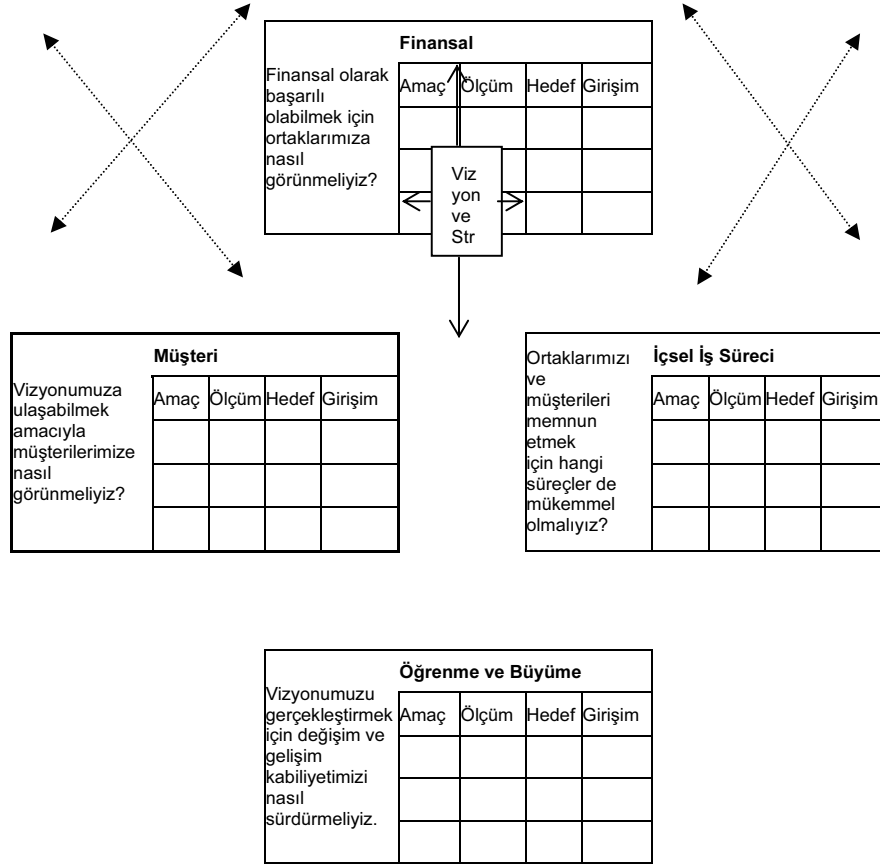 Finansal
Finansal olarak
başarılı
olabilmek için
ortaklarımıza
nasıl
görünmeliyiz?
Amaç Ölçüm Hedef Girişim
Viz
yon
ve
Str
Müşteri
Vizyonumuza
ulaşabilmek
amacıyla
müşterilerimize
nasıl
görünmeliyiz?
Amaç Ölçüm Hedef Girişim
İçsel İş Süreci
Ortaklarımızı
ve
müşterileri
memnun
etmek
için hangi
süreçler de
mükemmel
olmalıyız?
Amaç Ölçüm Hedef Girişim
Öğrenme ve Büyüme
Vizyonumuzu
gerçekleştirmek
için değişim ve
gelişim
kabiliyetimizi
nasıl
sürdürmeliyiz.
Amaç Ölçüm Hedef Girişim